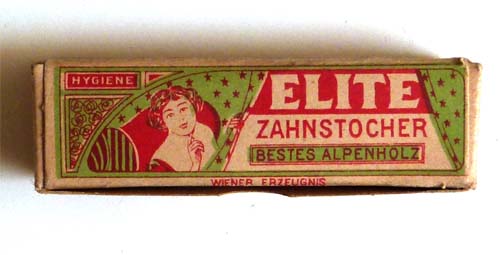 HYGIENE
ELITE
ZAHNSTOCHER
BESTES ALPENHOLZ
WIENER ERZEUGNIS